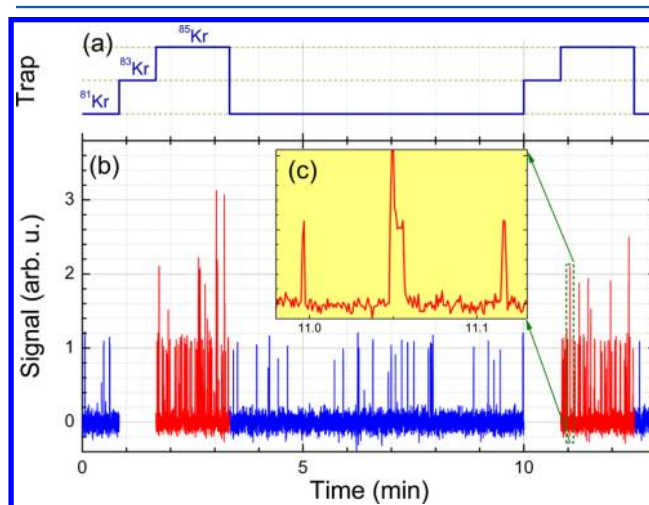 (a)
⁸⁵Kr
⁸³Kr
⁸¹Kr
Trap
(b)
(c)
3
2
1
0
Signal (arb. u.)
11.0 11.1
0 5 10
Time (min)